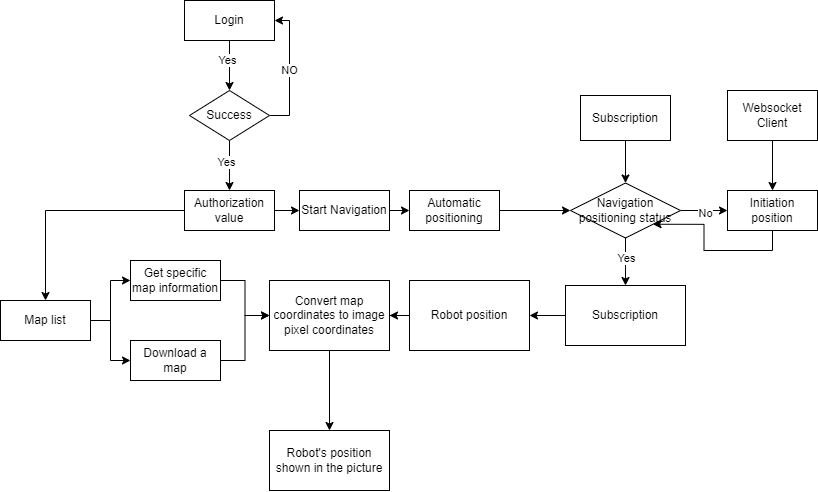 Login
Yes
NO
Success
Yes
Subscription
Websocket
Client
Authorization
value
Start Navigation
Automatic
positioning
Navigation
positioning status
No
Initiation
position
Yes
Get specific
map information
Map list
Download a
map
Convert map
coordinates to image
pixel coordinates
Robot position
Subscription
Robot's position
shown in the picture